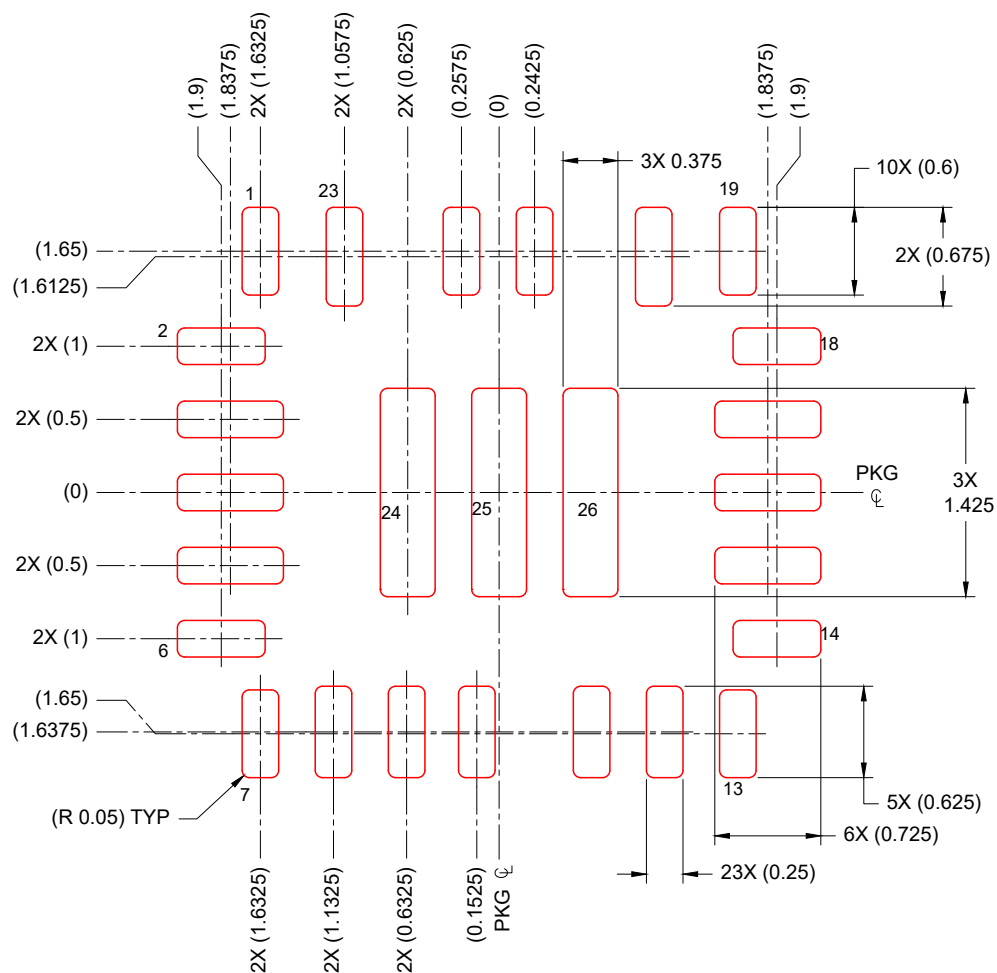 (1.9)
(1.8375)
2X (1.6325)
2X (1.0575)
2X (0.625)
(0.2575)
(0)
(0.2425)
(1.8375)
(1.9)
3X 0.375
10X (0.6)
2X (0.675)
1
23
19
(1.65)
(1.6125)
2
18
2X (1)
2X (0.5)
(0)
PKG
℄
3X
1.425
24
25
26
2X (0.5)
2X (1)
6
14
(1.65)
(1.6375)
(R 0.05) TYP
7
13
5X (0.625)
6X (0.725)
23X (0.25)
2X (1.6325)
2X (1.1325)
2X (0.6325)
(0.1525)
PKG ℄